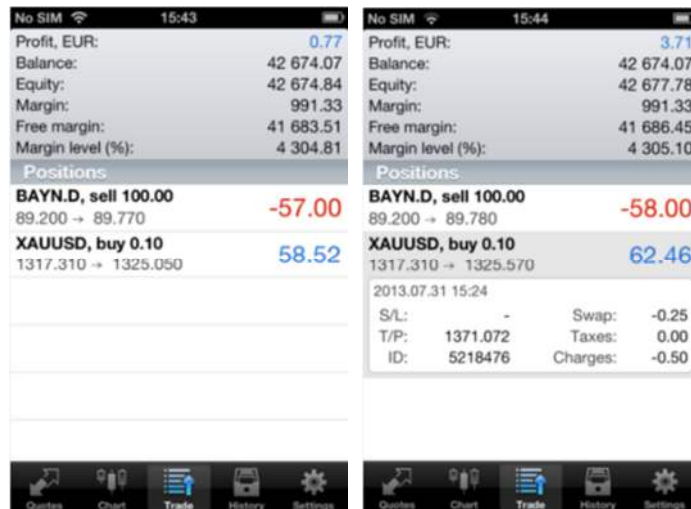 No SIM 15:43
Profit, EUR: 0.77
Balance: 42 674.07
Equity: 42 674.84
Margin: 991.33
Free margin: 41 683.51
Margin level (%): 4 304.81
Positions
BAYN.D, sell 100.00
-57.00
89.200 → 89.770
XAUUSD, buy 0.10
58.52
1317.310 → 1325.050
Quotes Chart Trade History Settings
No SIM 15:44
Profit, EUR: 3.71
Balance: 42 674.07
Equity: 42 677.78
Margin: 991.33
Free margin: 41 686.45
Margin level (%): 4 305.10
Positions
BAYN.D, sell 100.00
-58.00
89.200 → 89.780
XAUUSD, buy 0.10
62.46
1317.310 → 1325.570
2013.07.31 15:24
S/L: - Swap: -0.25
T/P: 1371.072 Taxes: 0.00
ID: 5218476 Charges: -0.50
Quotes Chart Trade History Settings